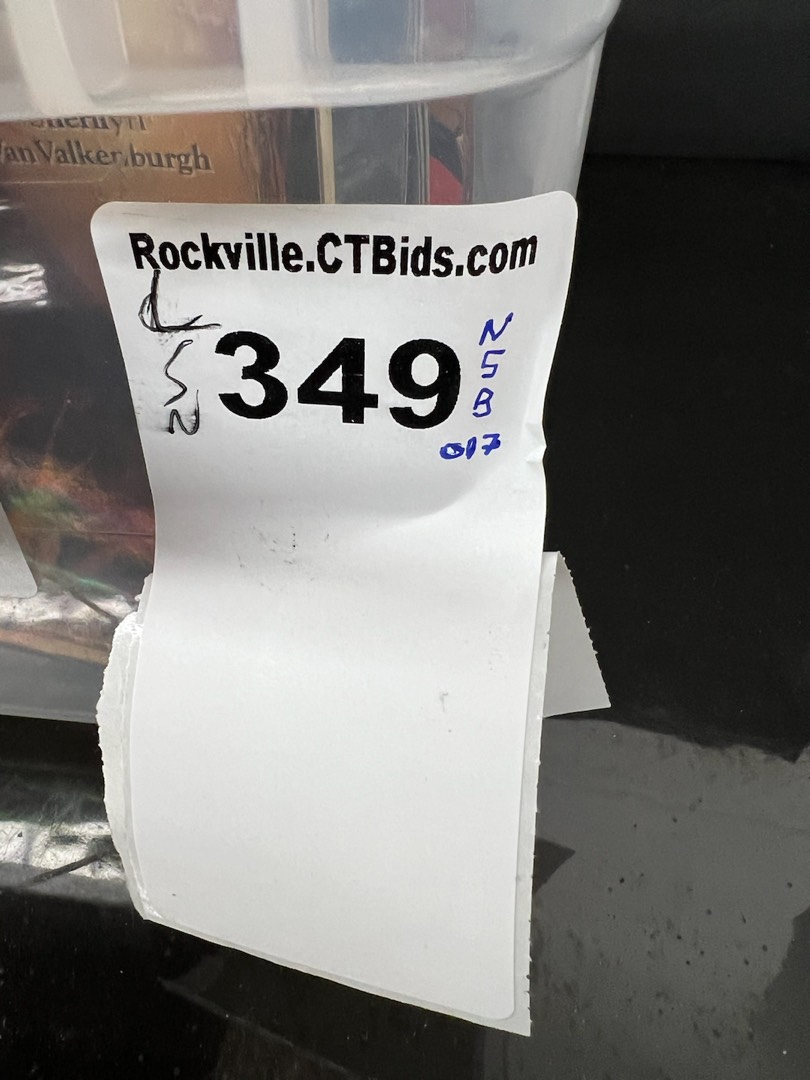 VanValkenburgh
Rockville.CTBids.com
349
N
5
B
017